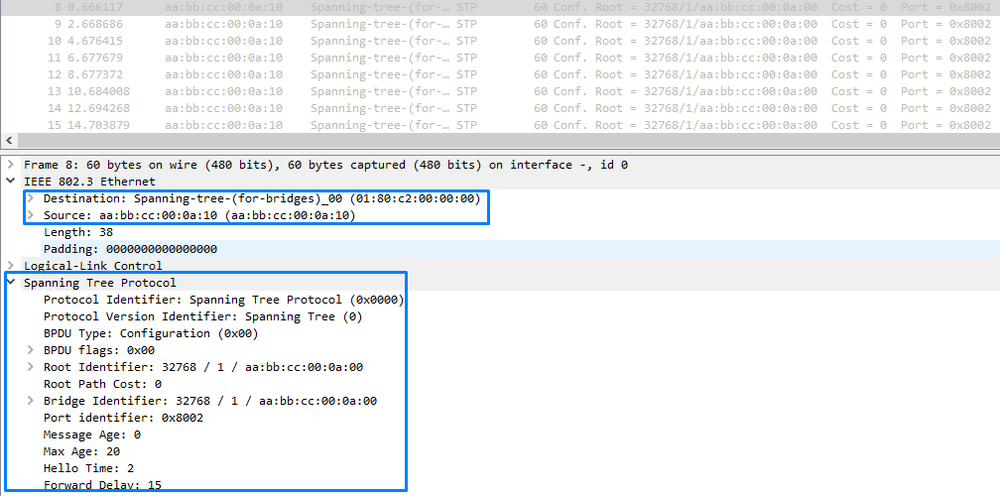 8 0.666117 aa:bb:cc:00:0a:10 Spanning-tree-(for-… STP 60 Conf. Root = 32768/1/aa:bb:cc:00:0a:00 Cost = 0 Port = 0x8002
9 2.668686 aa:bb:cc:00:0a:10 Spanning-tree-(for-… STP 60 Conf. Root = 32768/1/aa:bb:cc:00:0a:00 Cost = 0 Port = 0x8002
10 4.676415 aa:bb:cc:00:0a:10 Spanning-tree-(for-… STP 60 Conf. Root = 32768/1/aa:bb:cc:00:0a:00 Cost = 0 Port = 0x8002
11 6.677679 aa:bb:cc:00:0a:10 Spanning-tree-(for-… STP 60 Conf. Root = 32768/1/aa:bb:cc:00:0a:00 Cost = 0 Port = 0x8002
12 8.677372 aa:bb:cc:00:0a:10 Spanning-tree-(for-… STP 60 Conf. Root = 32768/1/aa:bb:cc:00:0a:00 Cost = 0 Port = 0x8002
13 10.684008 aa:bb:cc:00:0a:10 Spanning-tree-(for-… STP 60 Conf. Root = 32768/1/aa:bb:cc:00:0a:00 Cost = 0 Port = 0x8002
14 12.694268 aa:bb:cc:00:0a:10 Spanning-tree-(for-… STP 60 Conf. Root = 32768/1/aa:bb:cc:00:0a:00 Cost = 0 Port = 0x8002
15 14.703879 aa:bb:cc:00:0a:10 Spanning-tree-(for-… STP 60 Conf. Root = 32768/1/aa:bb:cc:00:0a:00 Cost = 0 Port = 0x8002
Frame 8: 60 bytes on wire (480 bits), 60 bytes captured (480 bits) on interface -, id 0
IEEE 802.3 Ethernet
Destination: Spanning-tree-(for-bridges)_00 (01:80:c2:00:00:00)
Source: aa:bb:cc:00:0a:10 (aa:bb:cc:00:0a:10)
Length: 38
Padding: 0000000000000000
Logical-Link Control
Spanning Tree Protocol
Protocol Identifier: Spanning Tree Protocol (0x0000)
Protocol Version Identifier: Spanning Tree (0)
BPDU Type: Configuration (0x00)
BPDU flags: 0x00
Root Identifier: 32768 / 1 / aa:bb:cc:00:0a:00
Root Path Cost: 0
Bridge Identifier: 32768 / 1 / aa:bb:cc:00:0a:00
Port identifier: 0x8002
Message Age: 0
Max Age: 20
Hello Time: 2
Forward Delay: 15